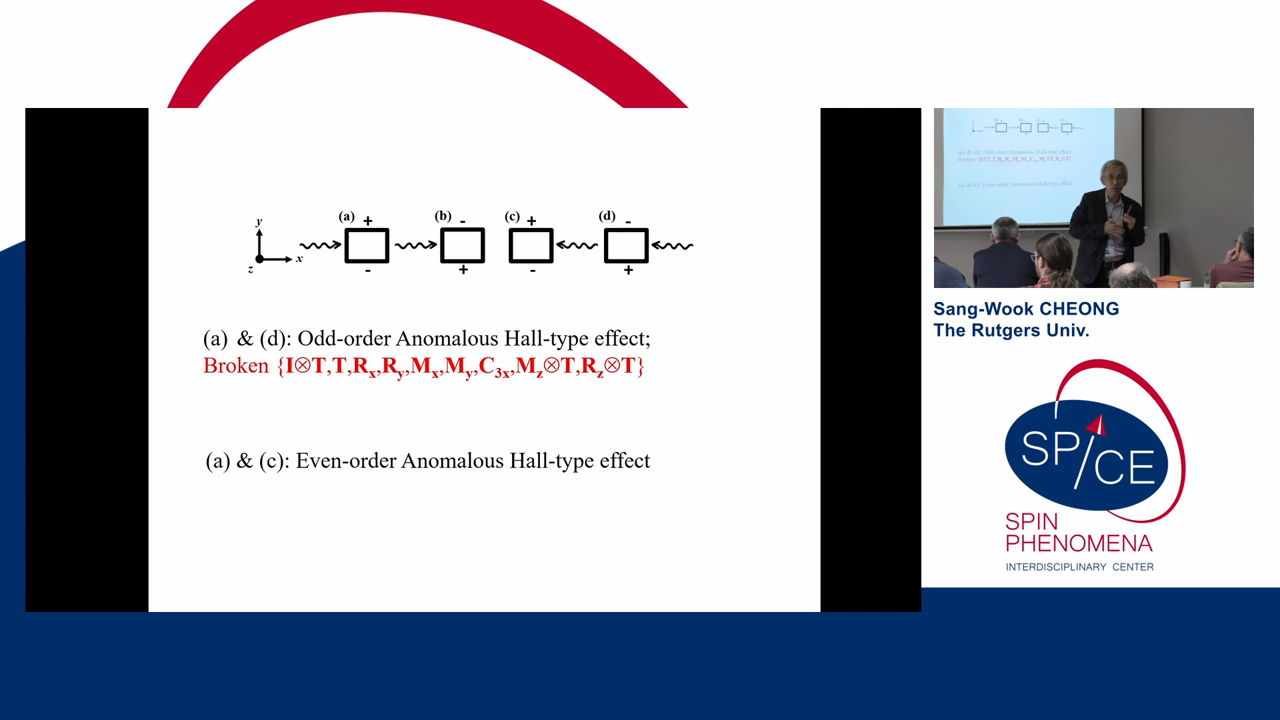 (a) + (b) - (c) + (d) -
y
x
z
- + - +
(a) & (d): Odd-order Anomalous Hall-type effect;
Broken {I⊗T,T,Rx,Ry,Mx,My,C3x,Mz⊗T,Rz⊗T}
(a) & (c): Even-order Anomalous Hall-type effect
Sang-Wook CHEONG
The Rutgers Univ.
SP/CE
SPIN
PHENOMENA
INTERDISCIPLINARY CENTER